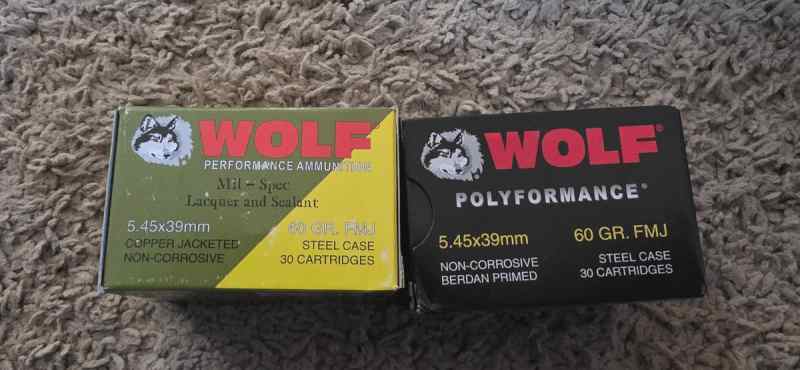 WOLF
PERFORMANCE AMMUNITION
Mil - Spec
Lacquer and Sealant
5.45x39mm 60 GR. FMJ
COPPER JACKETED STEEL CASE
NON-CORROSIVE 30 CARTRIDGES
WOLF®
POLYFORMANCE®
5.45x39mm 60 GR. FMJ
NON-CORROSIVE STEEL CASE
BERDAN PRIMED 30 CARTRIDGES